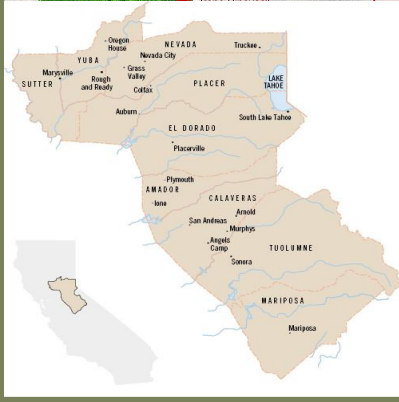 Oregon
House
NEVADA
Truckee
YUBA
Nevada City
Marysville
Grass
Valley
Rough
and Ready
SUTTER
Colfax
PLACER
LAKE
TAHOE
Auburn
South Lake Tahoe
EL DORADO
Placerville
Plymouth
AMADOR
Ione
CALAVERAS
Arnold
San Andreas
Murphys
Angels
Camp
TUOLUMNE
Sonora
MARIPOSA
Mariposa